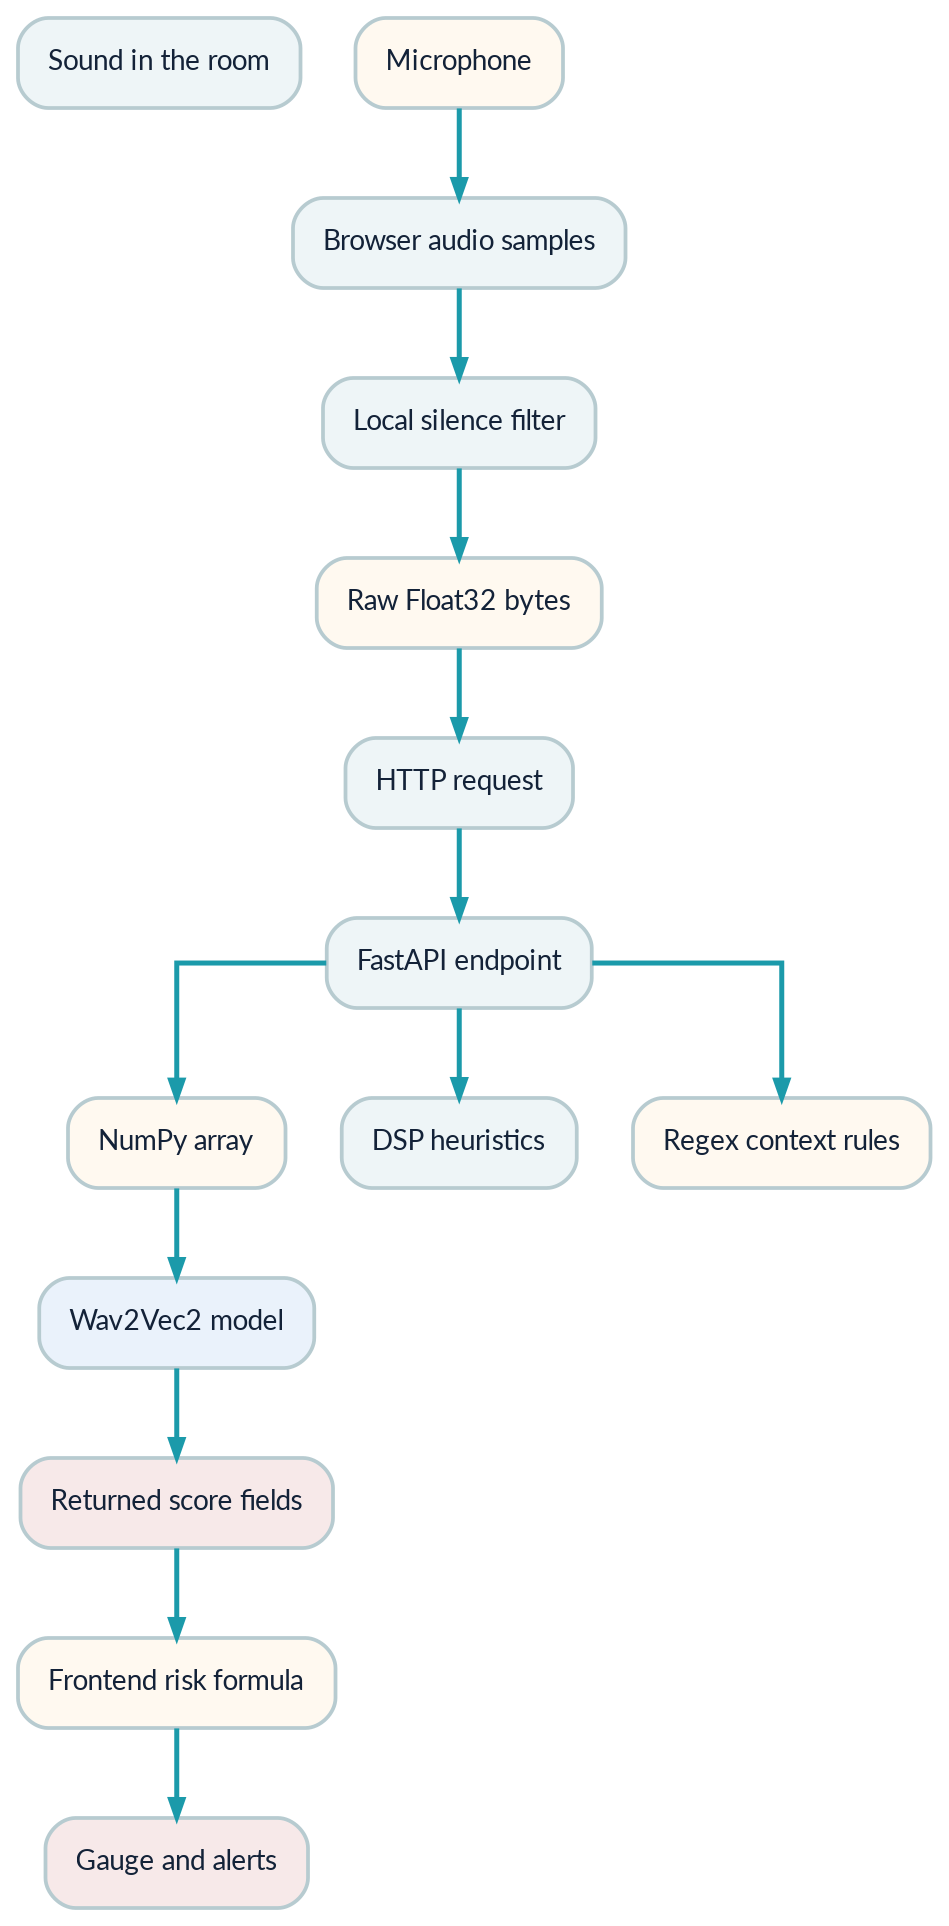 Sound in the room
Microphone
Browser audio samples
Local silence filter
Raw Float32 bytes
HTTP request
FastAPI endpoint
NumPy array
DSP heuristics
Regex context rules
Wav2Vec2 model
Returned score fields
Frontend risk formula
Gauge and alerts